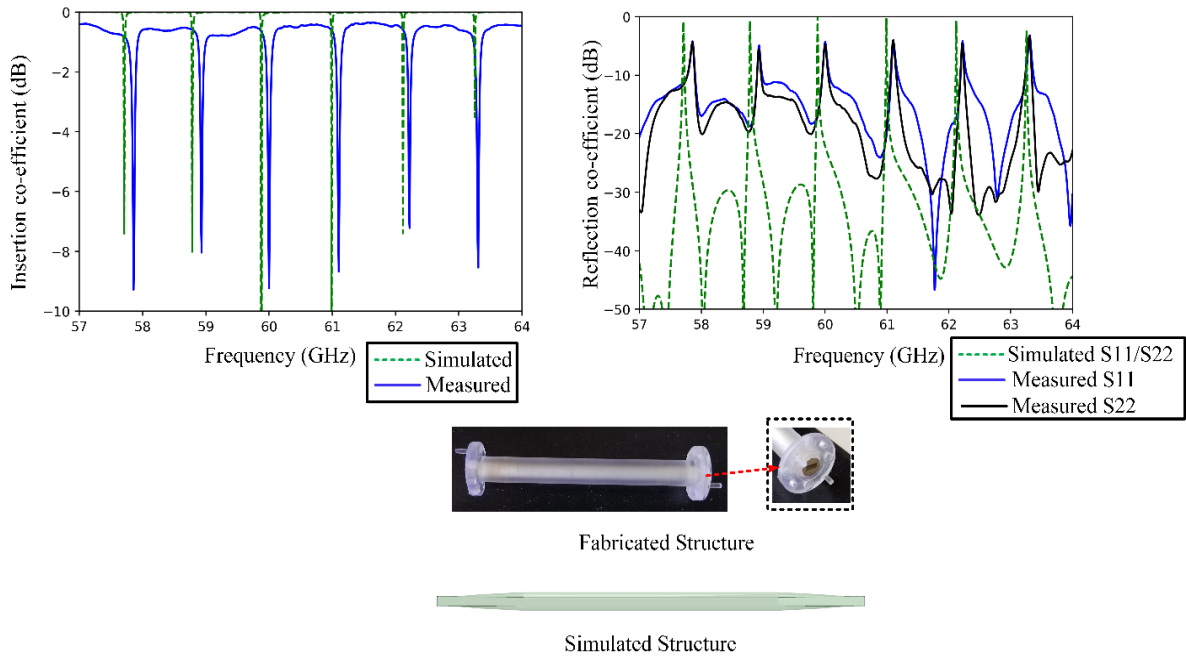 Insertion co-efficient (dB)
0
−2
−4
−6
−8
−10
57 58 59 60 61 62 63 64
Frequency (GHz)
Simulated
Measured
Reflection co-efficient (dB)
0
−10
−20
−30
−40
−50
57 58 59 60 61 62 63 64
Frequency (GHz)
Simulated S11/S22
Measured S11
Measured S22
Fabricated Structure
Simulated Structure